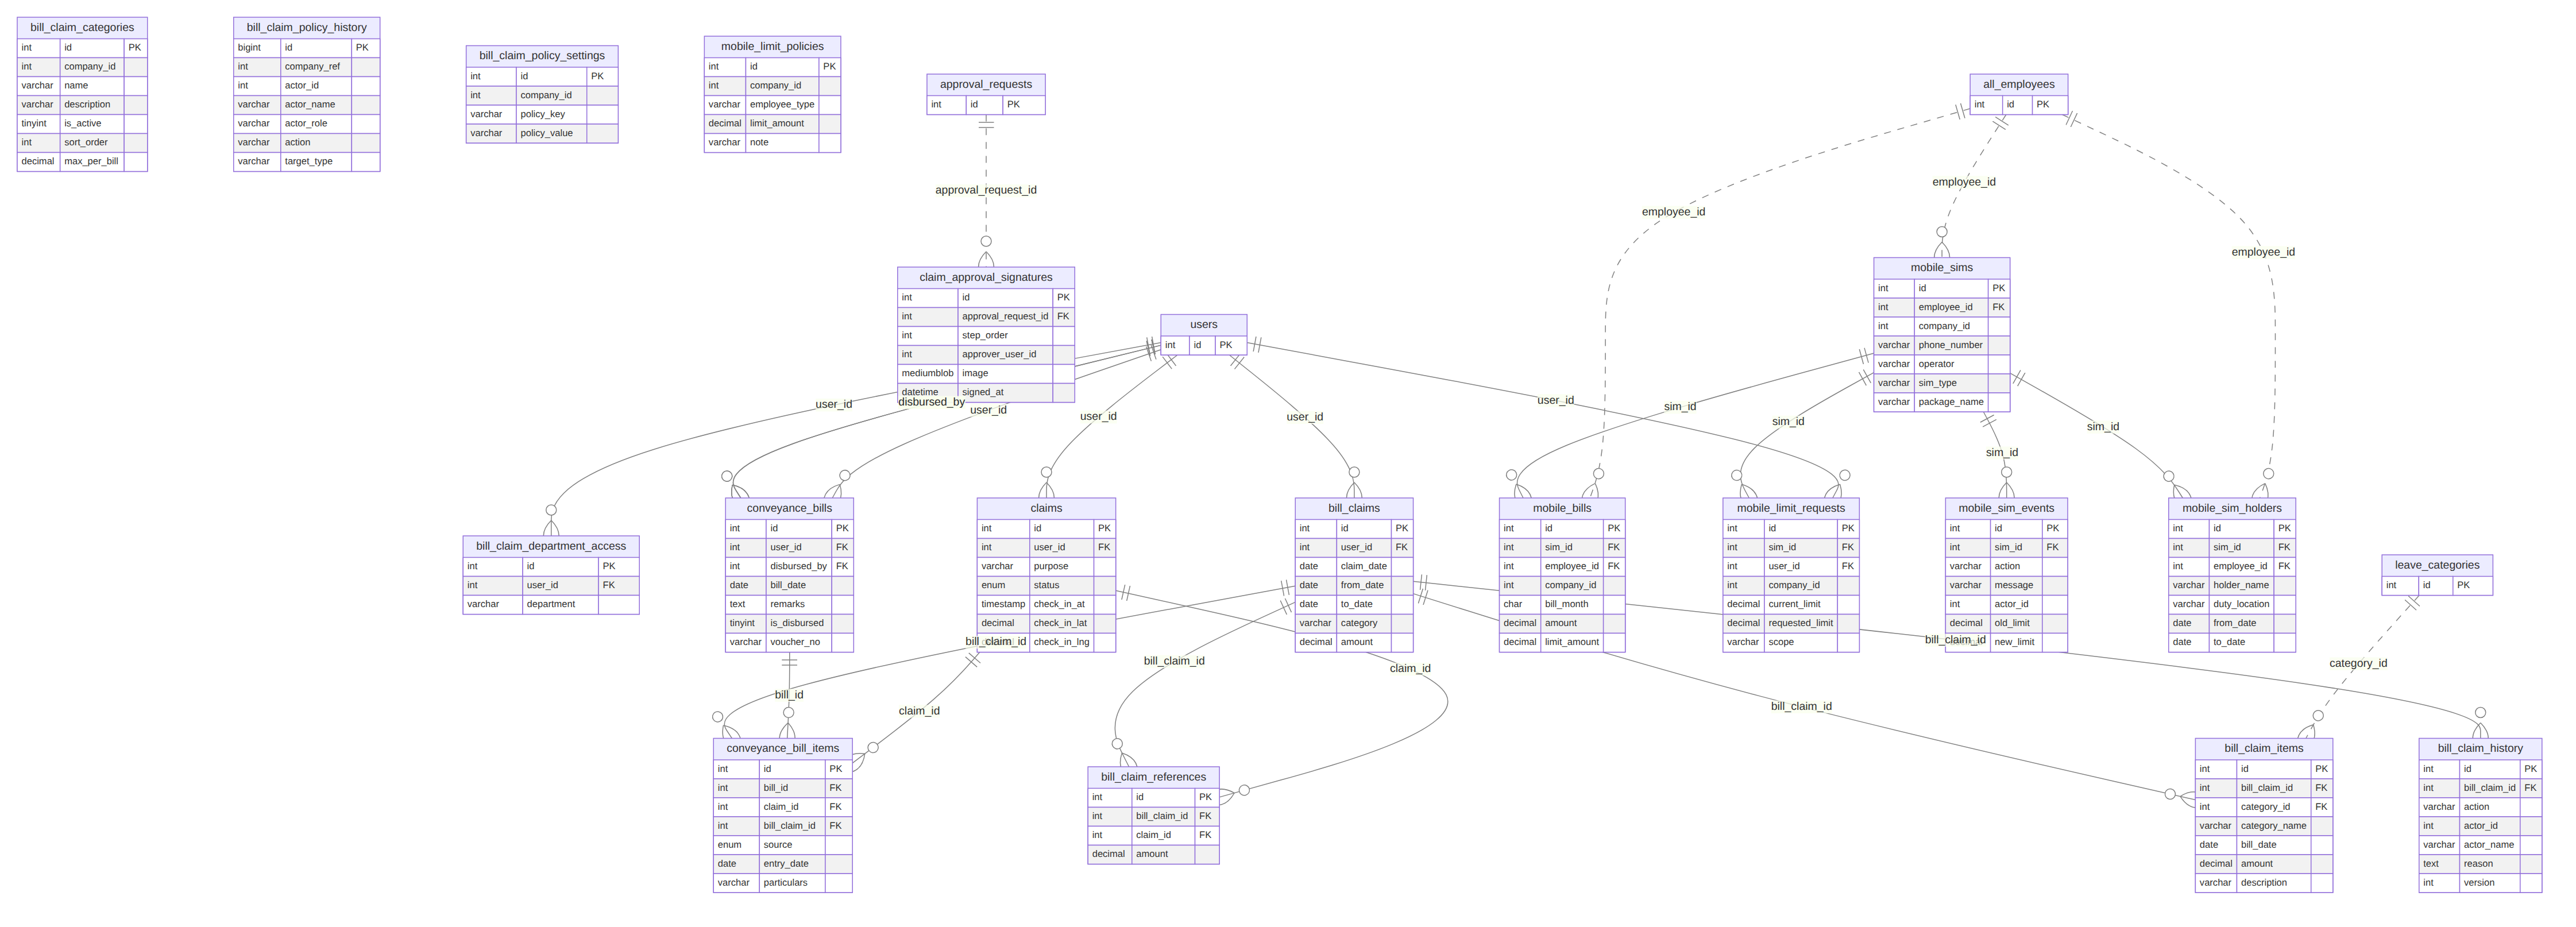 bill_claim_categories
int id PK
int company_id
varchar name
varchar description
tinyint is_active
int sort_order
decimal max_per_bill
bill_claim_policy_history
bigint id PK
int company_ref
int actor_id
varchar actor_name
varchar actor_role
varchar action
varchar target_type
bill_claim_policy_settings
int id PK
int company_id
varchar policy_key
varchar policy_value
mobile_limit_policies
int id PK
int company_id
varchar employee_type
decimal limit_amount
varchar note
approval_requests
int id PK
all_employees
int id PK
approval_request_id
employee_id
employee_id
employee_id
claim_approval_signatures
int id PK
int approval_request_id FK
int step_order
int approver_user_id
mediumblob image
datetime signed_at
users
int id PK
mobile_sims
int id PK
int employee_id FK
int company_id
varchar phone_number
varchar operator
varchar sim_type
varchar package_name
user_id
disbursed_by
user_id
user_id
user_id
user_id
sim_id
sim_id
sim_id
sim_id
bill_claim_department_access
int id PK
int user_id FK
varchar department
conveyance_bills
int id PK
int user_id FK
int disbursed_by FK
date bill_date
text remarks
tinyint is_disbursed
varchar voucher_no
claims
int id PK
int user_id FK
varchar purpose
enum status
timestamp check_in_at
decimal check_in_lat
check_in_lng
bill_claims
int id PK
int user_id FK
date claim_date
date from_date
date to_date
varchar category
decimal amount
mobile_bills
int id PK
int sim_id FK
int employee_id FK
int company_id
char bill_month
decimal amount
decimal limit_amount
mobile_limit_requests
int id PK
int sim_id FK
int user_id FK
int company_id
decimal current_limit
decimal requested_limit
varchar scope
mobile_sim_events
int id PK
int sim_id FK
varchar action
varchar message
int actor_id
decimal old_limit
new_limit
mobile_sim_holders
int id PK
int sim_id FK
int employee_id FK
varchar holder_name
varchar duty_location
date from_date
date to_date
leave_categories
int id PK
bill_claim_id
bill_id
claim_id
bill_claim_id
claim_id
bill_claim_id
bill_claim_id
category_id
conveyance_bill_items
int id PK
int bill_id FK
int claim_id FK
int bill_claim_id FK
enum source
date entry_date
varchar particulars
bill_claim_references
int id PK
int bill_claim_id FK
int claim_id FK
decimal amount
bill_claim_items
int id PK
int bill_claim_id FK
int category_id FK
varchar category_name
date bill_date
decimal amount
varchar description
bill_claim_history
int id PK
int bill_claim_id FK
varchar action
int actor_id
varchar actor_name
text reason
int version